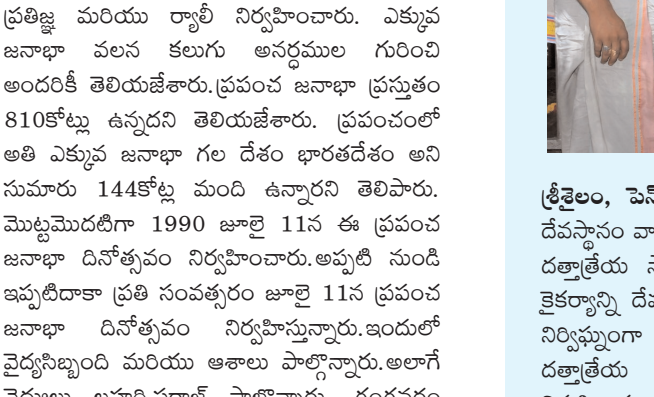 ప్రతిజ్ఞ మరియు ర్యాలీ నిర్వహించారు. ఎక్కువ
జనాభా వలన కలుగు అనర్ధముల గురించి
అందరికీ తెలియజేశారు.ప్రపంచ జనాభా ప్రస్తుతం
810కోట్లు ఉన్నదని తెలియజేశారు. ప్రపంచంలో
అతి ఎక్కువ జనాభా గల దేశం భారతదేశం అని
సుమారు 144కోట్ల మంది ఉన్నారని తెలిపారు.
మొట్టమొదటిగా 1990 జూలై 11న ఈ ప్రపంచ
జనాభా దినోత్సవం నిర్వహించారు.అప్పటి నుండి
ఇప్పటిదాకా ప్రతి సంవత్సరం జూలై 11న ప్రపంచ
జనాభా దినోత్సవం నిర్వహిస్తున్నారు.ఇందులో
వైద్యసిబ్బంది మరియు ఆశాలు పాల్గొన్నారు.అలాగే
శ్రీశైలం,
దేవస్థానం
దత్తాత్రేయ
కైకర్యాన్ని
నిర్విఘ్నంగా
దత్తాత్రేయ